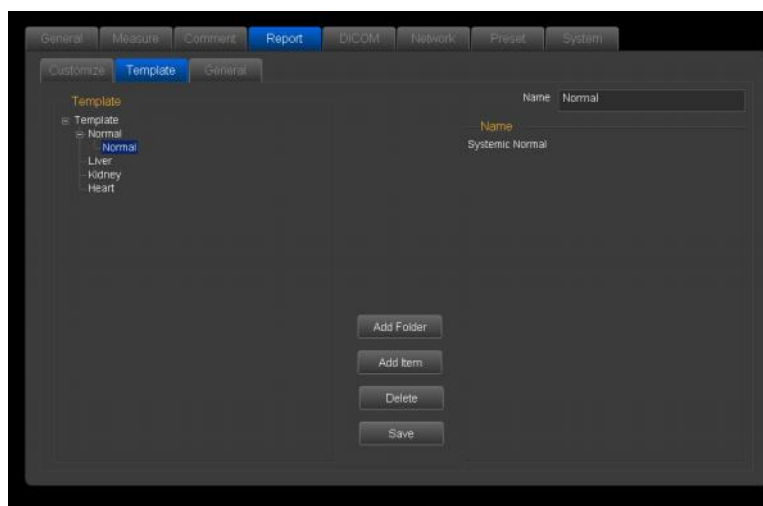 General Measure Comment Report DICOM Network Preset System
Customize Template General
Template
Template
Normal
Normal
Liver
Kidney
Heart
Name Normal
Name
Systemic Normal
Add Folder
Add Item
Delete
Save